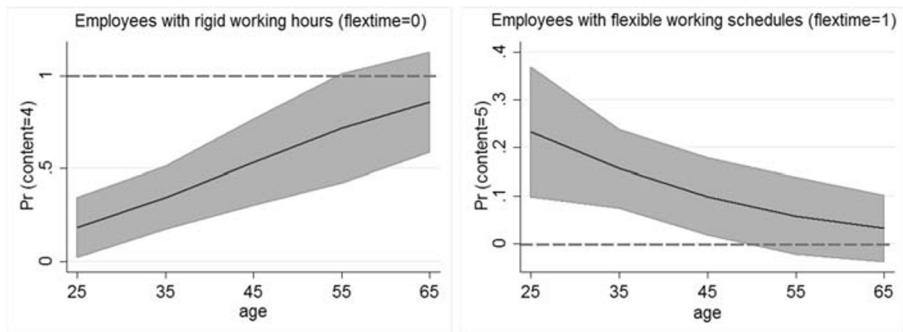 Employees with rigid working hours (flextime=0)
Pr (content=4)
1
.5
0
25 35 45 55 65
age
Employees with flexible working schedules (flextime=1)
Pr (content=5)
.4
.3
.2
.1
0
25 35 45 55 65
age